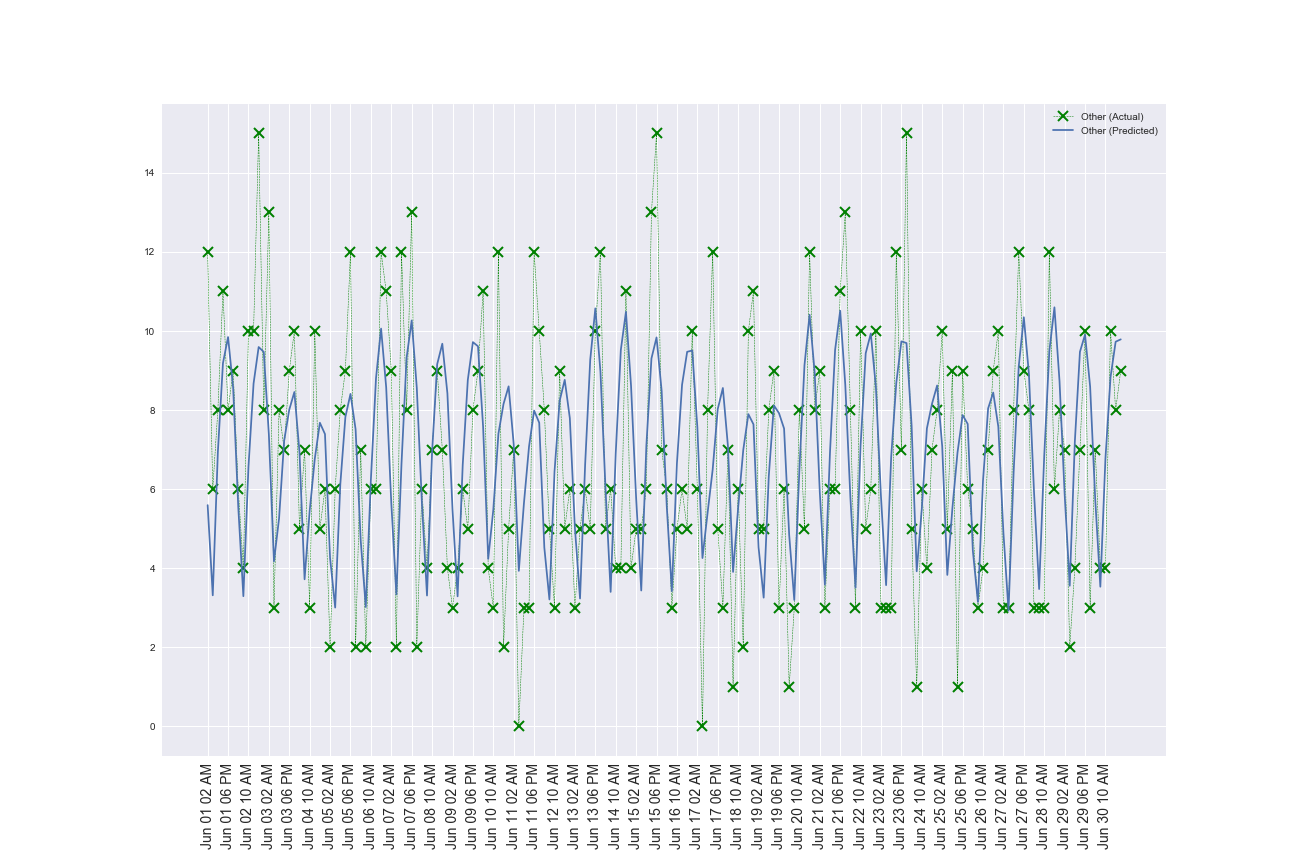 Other (Actual)
Other (Predicted)
14
12
10
8
6
4
2
0
Jun 01 02 AM
Jun 01 06 PM
Jun 02 10 AM
Jun 03 02 AM
Jun 03 06 PM
Jun 04 10 AM
Jun 05 02 AM
Jun 05 06 PM
Jun 06 10 AM
Jun 07 02 AM
Jun 07 06 PM
Jun 08 10 AM
Jun 09 02 AM
Jun 09 06 PM
Jun 10 10 AM
Jun 11 02 AM
Jun 11 06 PM
Jun 12 10 AM
Jun 13 02 AM
Jun 13 06 PM
Jun 14 10 AM
Jun 15 02 AM
Jun 15 06 PM
Jun 16 10 AM
Jun 17 02 AM
Jun 17 06 PM
Jun 18 10 AM
Jun 19 02 AM
Jun 19 06 PM
Jun 20 10 AM
Jun 21 02 AM
Jun 21 06 PM
Jun 22 10 AM
Jun 23 02 AM
Jun 23 06 PM
Jun 24 10 AM
Jun 25 02 AM
Jun 25 06 PM
Jun 26 10 AM
Jun 27 02 AM
Jun 27 06 PM
Jun 28 10 AM
Jun 29 02 AM
Jun 29 06 PM
Jun 30 10 AM